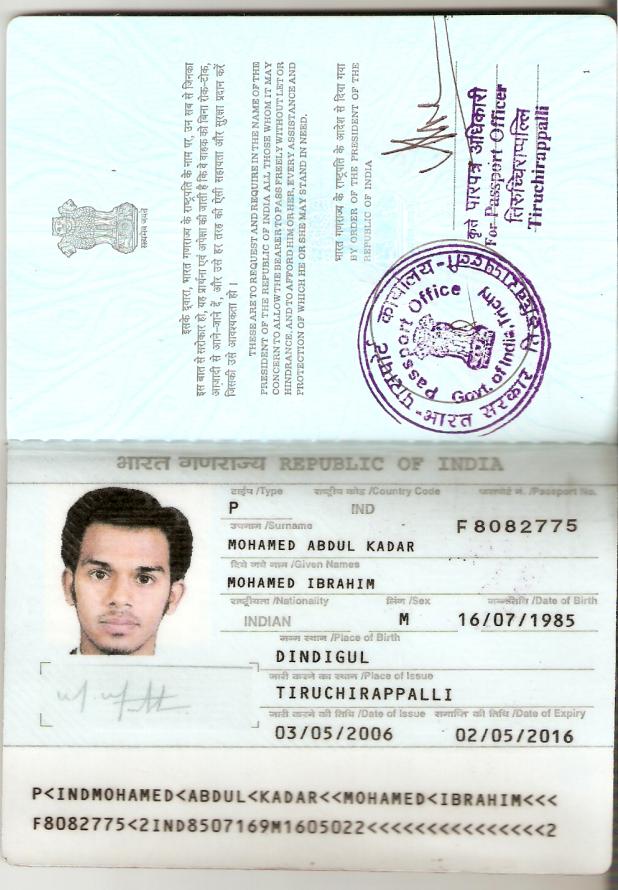 सत्यमेव जयते
इसके द्वारा, भारत गणराज्य के राष्ट्रपति के नाम पर, उन सब से जिनका
इस बात से सरोकार हो, यह प्रार्थना एवं अपेक्षा की जाती है कि वे वाहक को बिना रोक-टोक,
आज़ादी से आने-जाने दें, और उसे हर तरह की ऐसी सहायता और सुरक्षा प्रदान करें
जिसकी उसे आवश्यकता हो ।
THESE ARE TO REQUEST AND REQUIRE IN THE NAME OF THE
PRESIDENT OF THE REPUBLIC OF INDIA ALL THOSE WHOM IT MAY
CONCERN TO ALLOW THE BEARER TO PASS FREELY WITHOUT LET OR
HINDRANCE, AND TO AFFORD HIM OR HER, EVERY ASSISTANCE AND
PROTECTION OF WHICH HE OR SHE MAY STAND IN NEED.
भारत गणराज्य के राष्ट्रपति के आदेश से दिया गया
BY ORDER OF THE PRESIDENT OF THE
REPUBLIC OF INDIA
कृते पारपत्र अधिकारी
For Passport Officer
तिरुच्चिरापल्लि
Tiruchirappalli
पासपोर्ट कार्यालय
Passport Office
Govt. of India, Trichy
भारत सरकार
1
भारत गणराज्य REPUBLIC OF INDIA
टाईप /Type राष्ट्रीय कोड /Country Code पासपोर्ट नं. /Passport No.
P IND F8082775
उपनाम /Surname
MOHAMED ABDUL KADAR
दिये गये नाम /Given Names
MOHAMED IBRAHIM
राष्ट्रीयता /Nationality लिंग /Sex जन्मतिथि /Date of Birth
INDIAN M 16/07/1985
जन्म स्थान /Place of Birth
DINDIGUL
जारी करने का स्थान /Place of Issue
TIRUCHIRAPPALLI
जारी करने की तिथि /Date of Issue समाप्ति की तिथि /Date of Expiry
03/05/2006 02/05/2016
P<INDMOHAMED<ABDUL<KADAR<<MOHAMED<IBRAHIM<<<
F8082775<2IND8507169M1605022<<<<<<<<<<<<<<<2